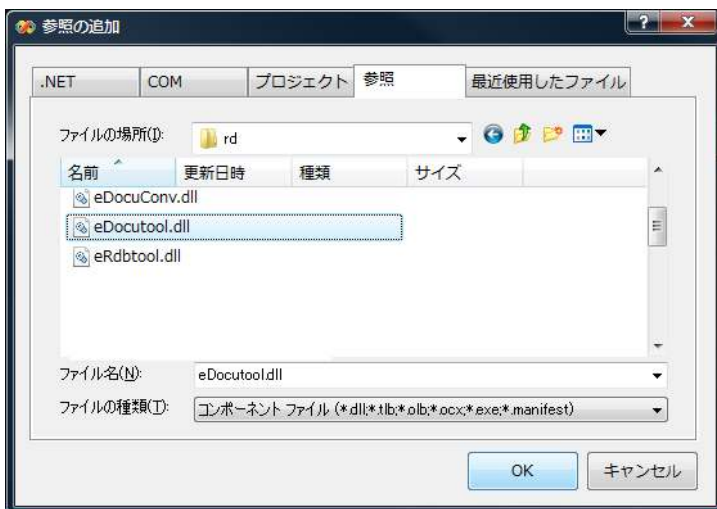 参照の追加
.NET COM プロジェクト 参照 最近使用したファイル
ファイルの場所(I): rd
名前 更新日時 種類 サイズ
eDocuConv.dll
eDocutool.dll
eRdbtool.dll
ファイル名(N): eDocutool.dll
ファイルの種類(T): コンポーネント ファイル (*.dll;*.tlb;*.olb;*.ocx;*.exe;*.manifest)
OK キャンセル